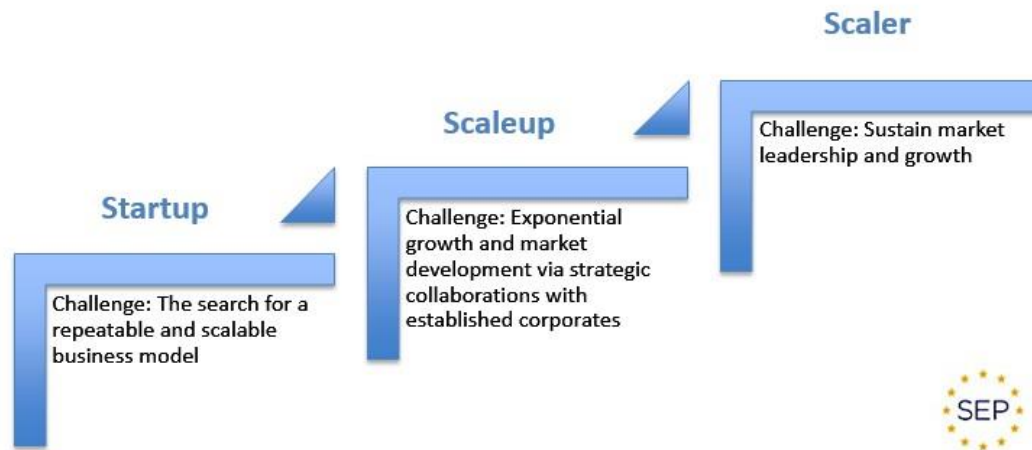 Startup
Challenge: The search for a
repeatable and scalable
business model
Scaleup
Challenge: Exponential
growth and market
development via strategic
collaborations with
established corporates
Scaler
Challenge: Sustain market
leadership and growth
SEP